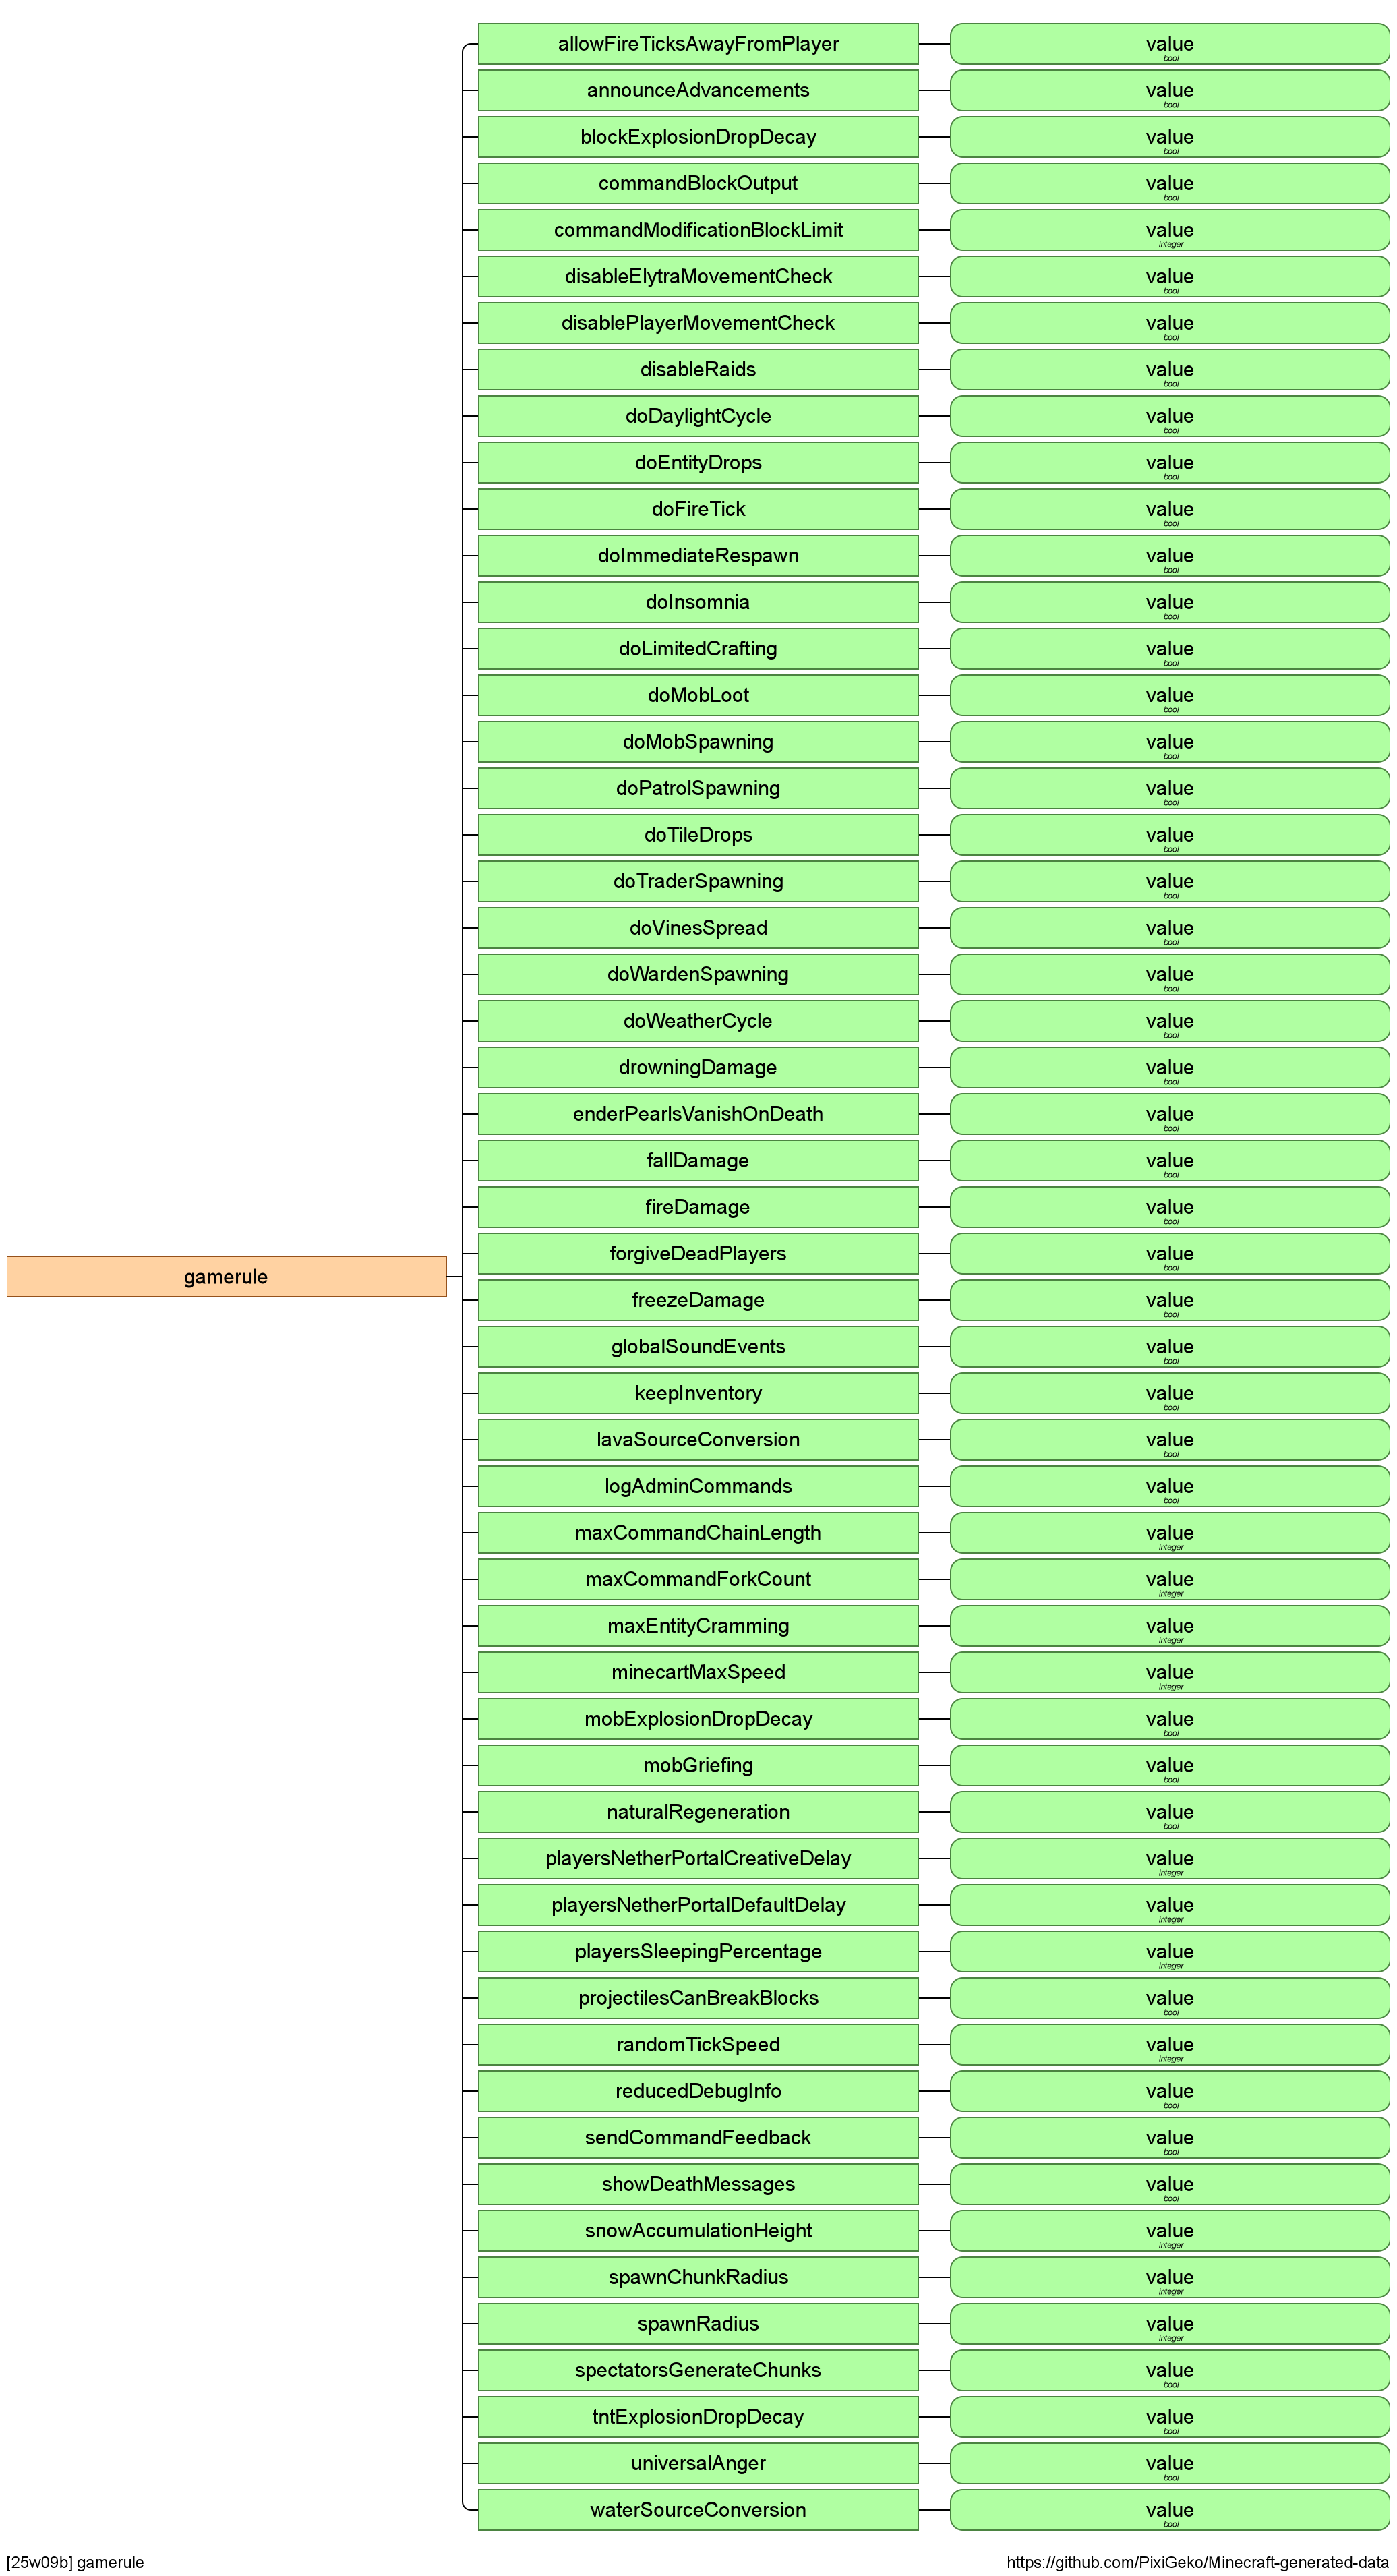 allowFireTicksAwayFromPlayer value
bool
announceAdvancements value
bool
blockExplosionDropDecay value
bool
commandBlockOutput value
bool
commandModificationBlockLimit value
integer
disableElytraMovementCheck value
bool
disablePlayerMovementCheck value
bool
disableRaids value
bool
doDaylightCycle value
bool
doEntityDrops value
bool
doFireTick value
bool
doImmediateRespawn value
bool
doInsomnia value
bool
doLimitedCrafting value
bool
doMobLoot value
bool
doMobSpawning value
bool
doPatrolSpawning value
bool
doTileDrops value
bool
doTraderSpawning value
bool
doVinesSpread value
bool
doWardenSpawning value
bool
doWeatherCycle value
bool
drowningDamage value
bool
enderPearlsVanishOnDeath value
bool
fallDamage value
bool
fireDamage value
bool
forgiveDeadPlayers value
bool
gamerule
freezeDamage value
bool
globalSoundEvents value
bool
keepInventory value
bool
lavaSourceConversion value
bool
logAdminCommands value
bool
maxCommandChainLength value
integer
maxCommandForkCount value
integer
maxEntityCramming value
integer
minecartMaxSpeed value
integer
mobExplosionDropDecay value
bool
mobGriefing value
bool
naturalRegeneration value
bool
playersNetherPortalCreativeDelay value
integer
playersNetherPortalDefaultDelay value
integer
playersSleepingPercentage value
integer
projectilesCanBreakBlocks value
bool
randomTickSpeed value
integer
reducedDebugInfo value
bool
sendCommandFeedback value
bool
showDeathMessages value
bool
snowAccumulationHeight value
integer
spawnChunkRadius value
integer
spawnRadius value
integer
spectatorsGenerateChunks value
bool
tntExplosionDropDecay value
bool
universalAnger value
bool
waterSourceConversion value
bool
[25w09b] gamerule https://github.com/PixiGeko/Minecraft-generated-data